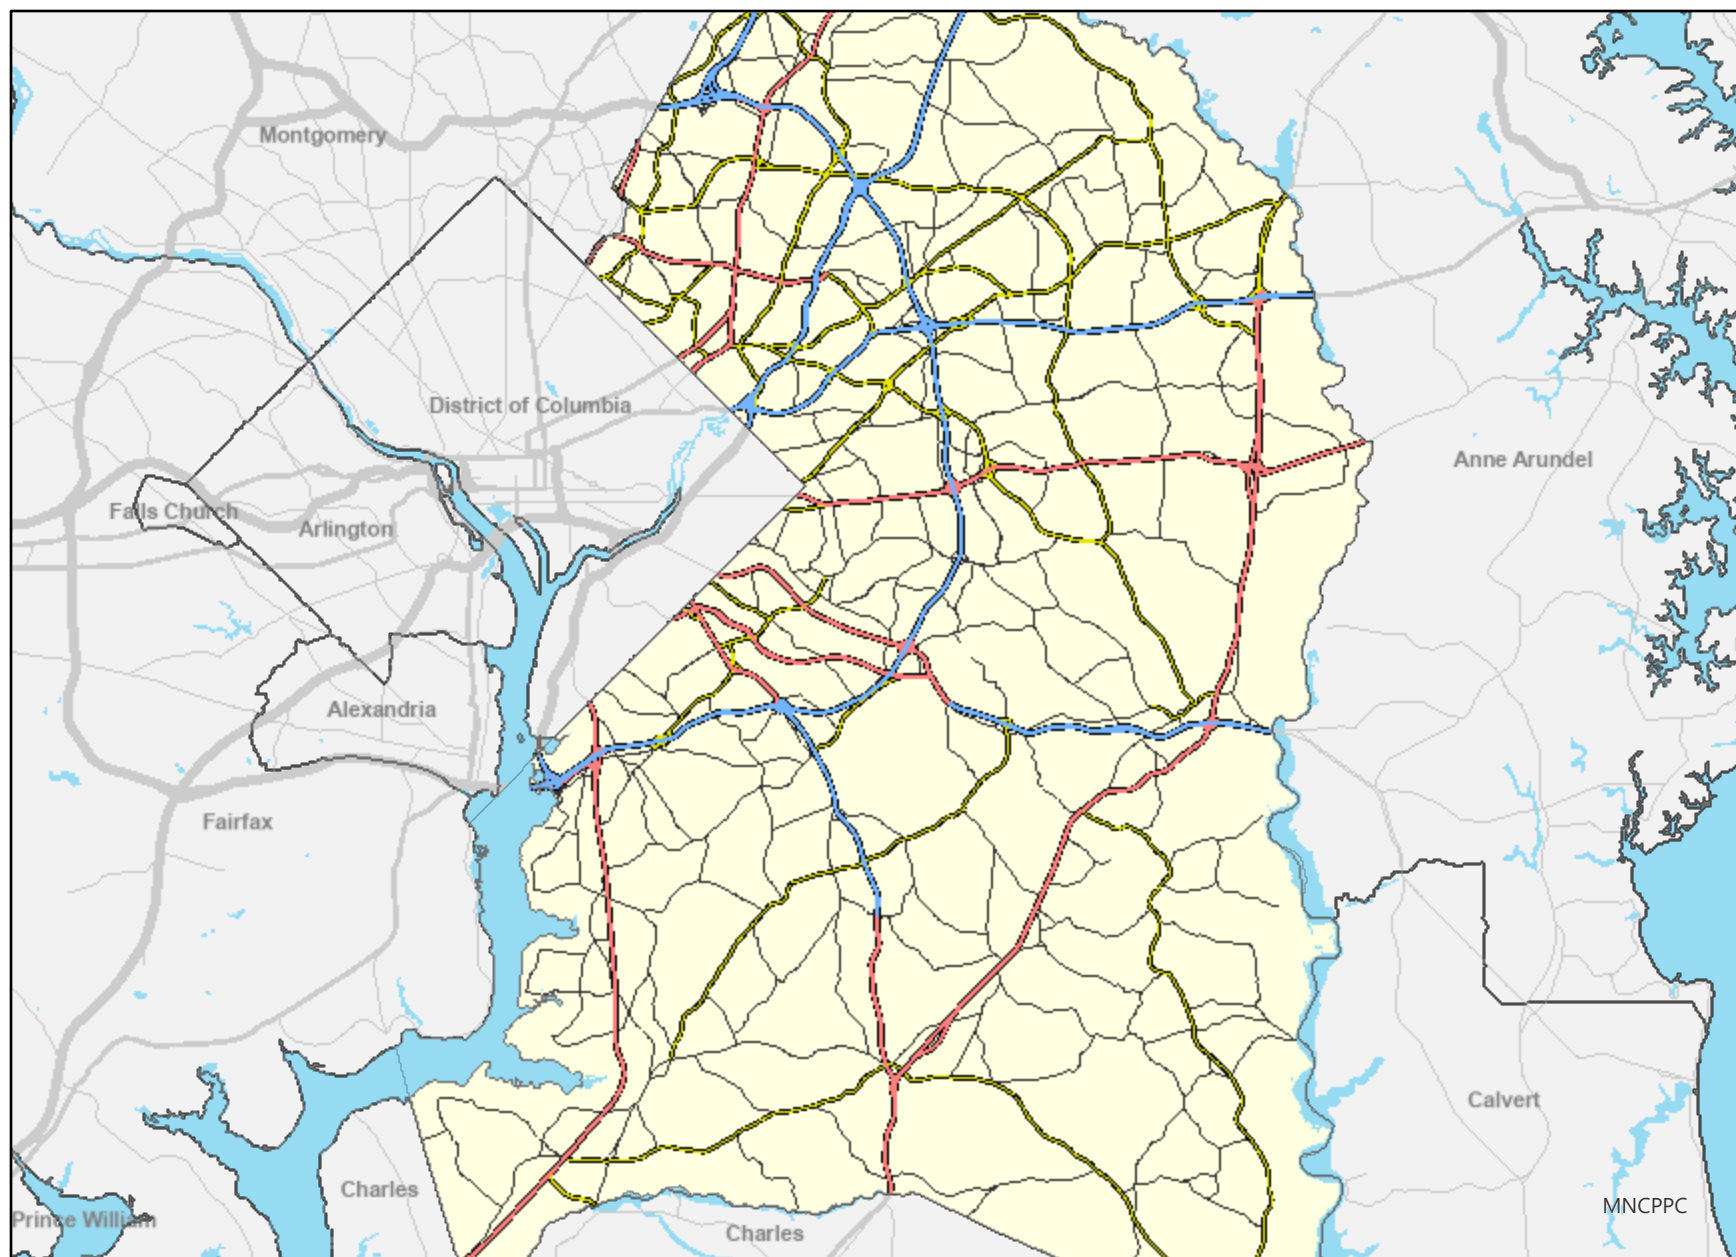 Montgomery
District of Columbia
Anne Arundel
Falls Church
Arlington
Alexandria
Fairfax
Calvert
Charles
MNCPPC
Prince William
Charles